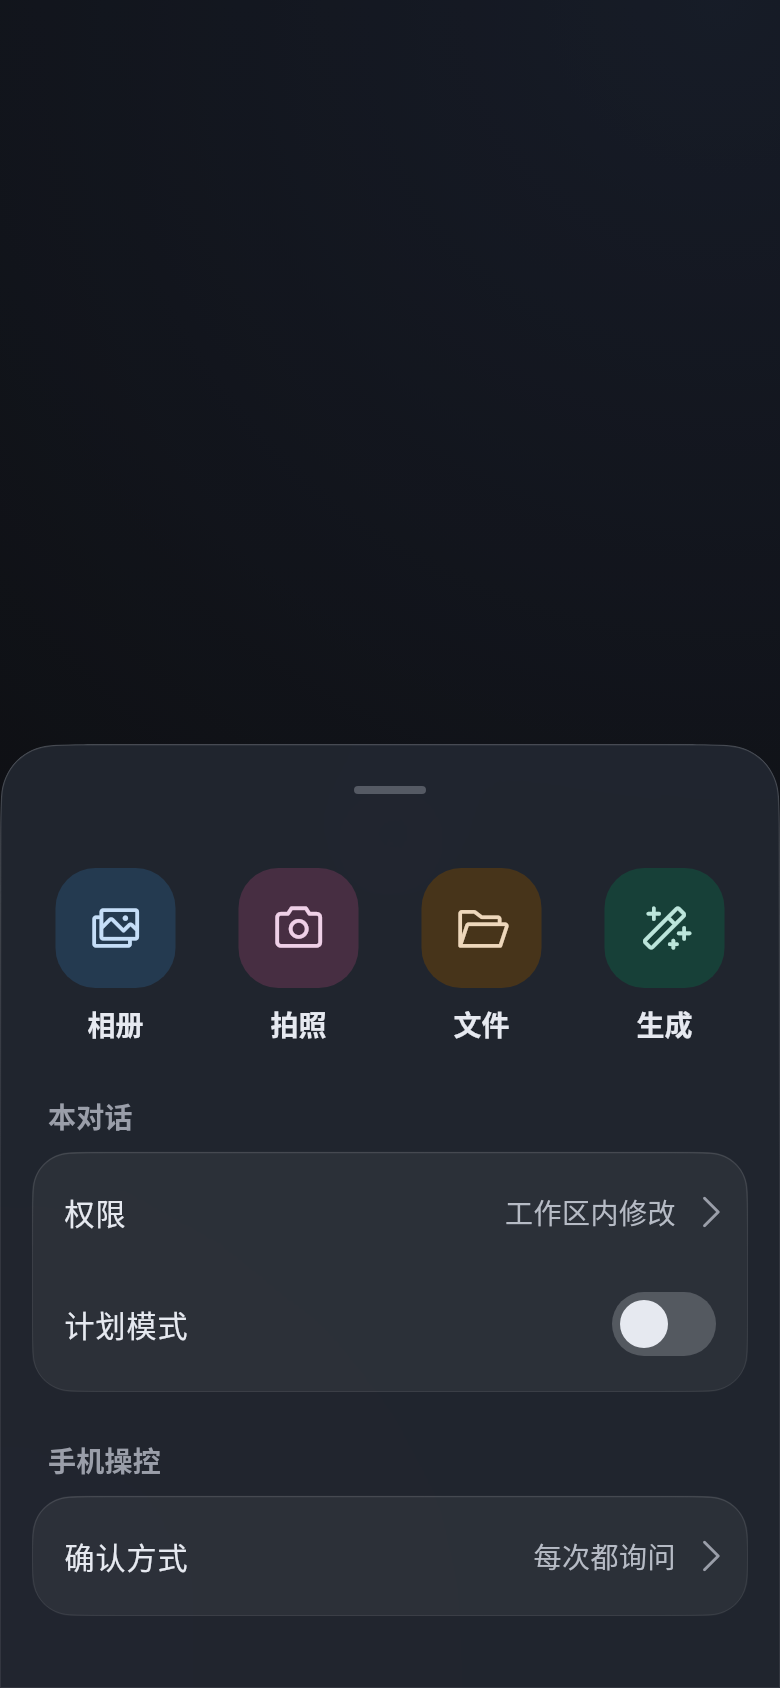 相册
拍照
文件
生成
本对话
权限 工作区内修改
计划模式
手机操控
确认方式 每次都询问